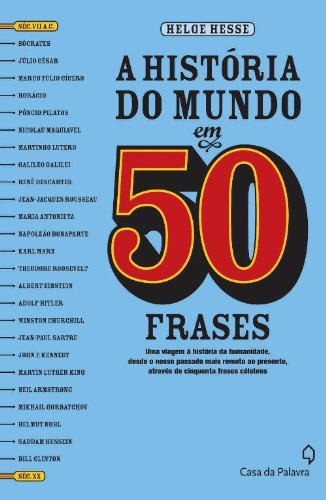 SÉC. VII A.C.
SÓCRATES
JÚLIO CÉSAR
MARCO TÚLIO CÍCERO
HORÁCIO
PÔNCIO PILATOS
NICOLAU MAQUIAVEL
MARTINHO LUTERO
GALILEO GALILEI
RENÉ DESCARTES
JEAN-JACQUES ROUSSEAU
MARIA ANTONIETA
NAPOLEÃO BONAPARTE
KARL MARX
THEODORE ROOSEVELT
ALBERT EINSTEIN
ADOLF HITLER
WINSTON CHURCHILL
JEAN-PAUL SARTRE
JOHN F. KENNEDY
MARTIN LUTHER KING
NEIL ARMSTRONG
MIKHAIL GORBATCHOV
HELMUT KOHL
SADDAM HUSSEIN
BILL CLINTON
SÉC. XX
HELGE HESSE
A HISTÓRIA
DO MUNDO
em
50
FRASES
Uma viagem à história da humanidade,
desde o nosso passado mais remoto ao presente,
através de cinquenta frases célebres
Casa da Palavra